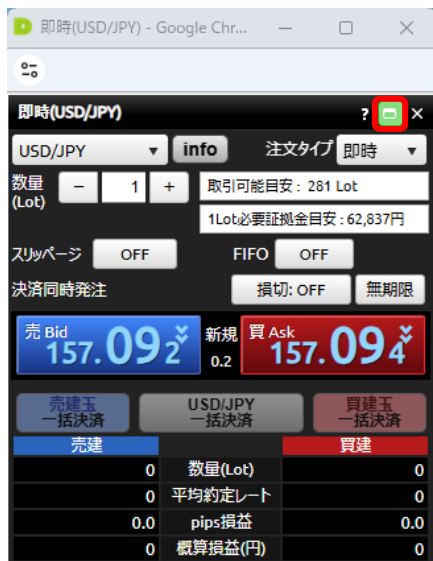 即時(USD/JPY) - Google Chr...
即時(USD/JPY) ?
USD/JPY info 注文タイプ 即時
数量(Lot) - 1 + 取引可能目安 : 281 Lot
1Lot必要証拠金目安 : 62,837円
スリッページ OFF FIFO OFF
決済同時発注 損切: OFF 無期限
売 Bid 157.092 新規 0.2 買 Ask 157.094
売建玉 一括決済 USD/JPY 一括決済 買建玉 一括決済
売建 買建
0 数量(Lot) 0
0 平均約定レート 0
0.0 pips損益 0.0
0 概算損益(円) 0